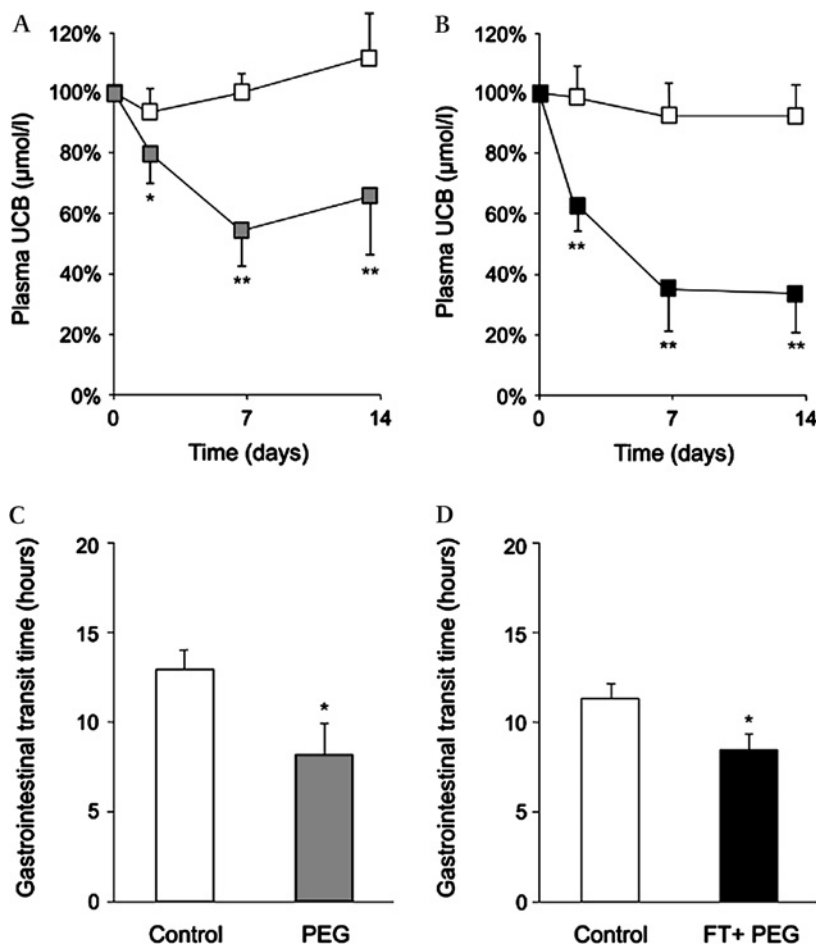 A
Plasma UCB (μmol/l)
120%
100%
80%
60%
40%
20%
0%
*
**
**
0
7
14
Time (days)
B
Plasma UCB (μmol/l)
120%
100%
80%
60%
40%
20%
0%
**
**
**
0
7
14
Time (days)
C
Gastrointestinal transit time (hours)
20
15
10
5
0
*
Control
PEG
D
Gastrointestinal transit time (hours)
20
15
10
5
0
*
Control
FT+ PEG